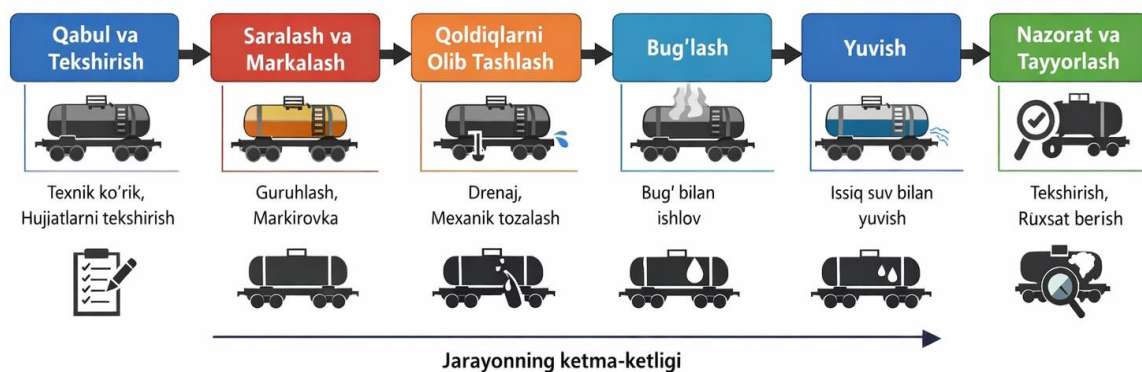 Qabul va
Tekshirish
Saralash va
Markalash
Qoldiqlarni
Olib Tashlash
Bug'lash
Yuvish
Nazorat va
Tayyorlash
Texnik ko'rik,
Hujjatlarni tekshirish
Guruhlash,
Markirovka
Drenaj,
Mexanik tozalash
Bug' bilan
ishlov
Issiq suv bilan
yuvish
Tekshirish,
Ruxsat berish
Jarayonning ketma-ketligi